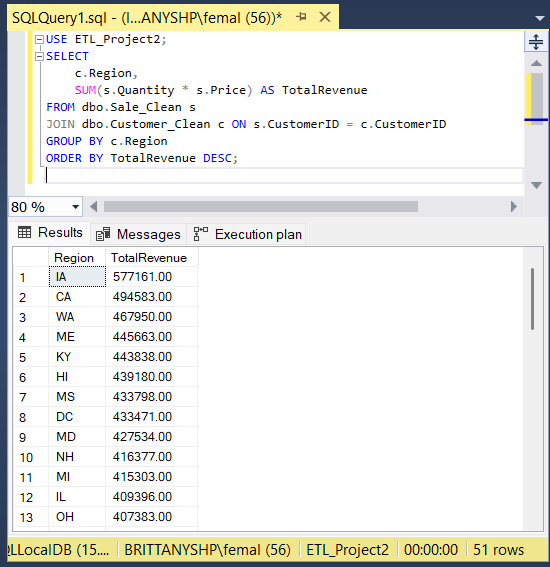 SQLQuery1.sql - (l...ANYSHP\femal (56))*
USE ETL_Project2;
SELECT
c.Region,
SUM(s.Quantity * s.Price) AS TotalRevenue
FROM dbo.Sale_Clean s
JOIN dbo.Customer_Clean c ON s.CustomerID = c.CustomerID
GROUP BY c.Region
ORDER BY TotalRevenue DESC;
80 %
Results Messages Execution plan
Region TotalRevenue
1 IA 577161.00
2 CA 494583.00
3 WA 467950.00
4 ME 445663.00
5 KY 443838.00
6 HI 439180.00
7 MS 433798.00
8 DC 433471.00
9 MD 427534.00
10 NH 416377.00
11 MI 415303.00
12 IL 409396.00
13 OH 407383.00
QLLocalDB (15.... BRITTANYSHP\femal (56) ETL_Project2 00:00:00 51 rows